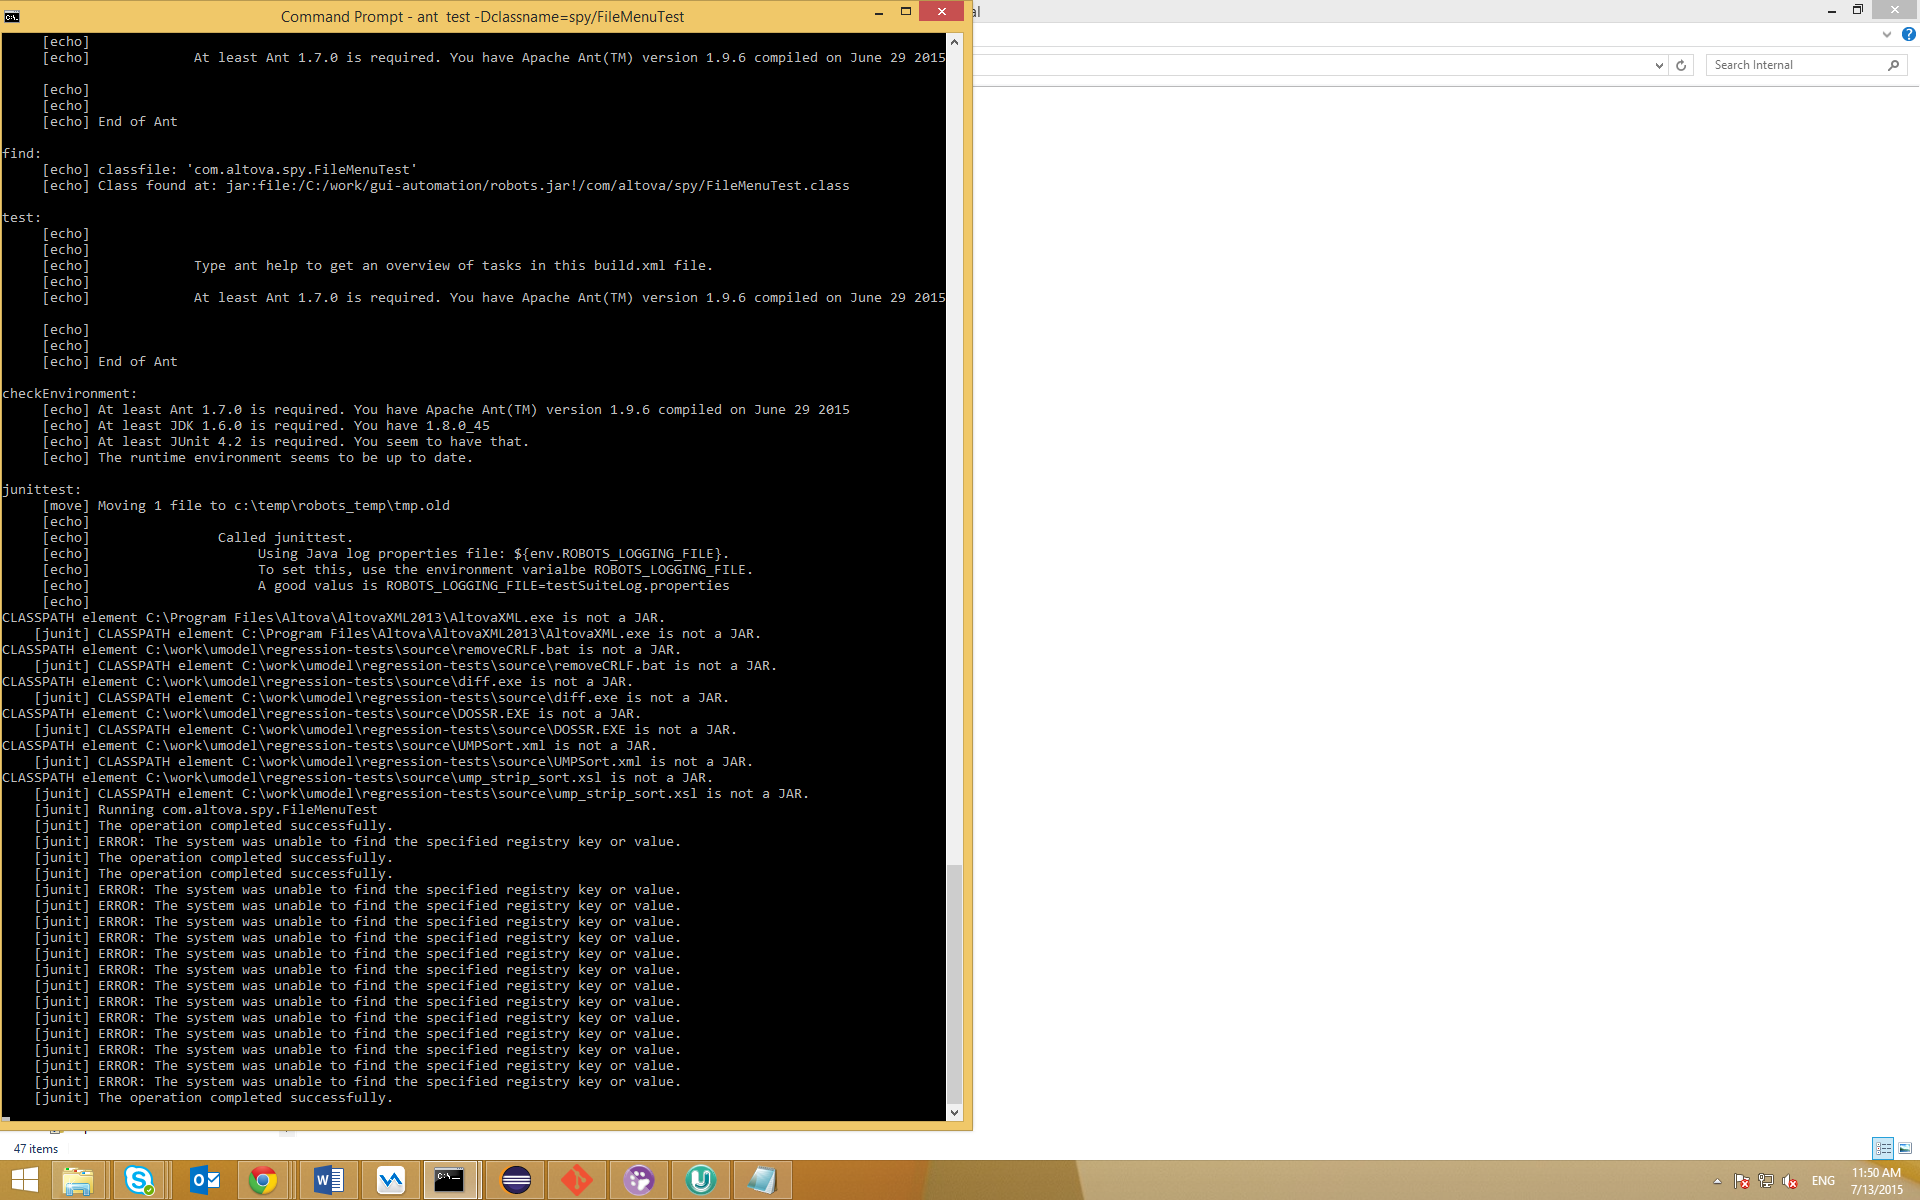 Command Prompt - ant  test -Dclassname=spy/FileMenuTest
al
Search Internal
[echo]
[echo]             At least Ant 1.7.0 is required. You have Apache Ant(TM) version 1.9.6 compiled on June 29 2015
[echo]
[echo]
[echo] End of Ant
find:
[echo] classfile: 'com.altova.spy.FileMenuTest'
[echo] Class found at: jar:file:/C:/work/gui-automation/robots.jar!/com/altova/spy/FileMenuTest.class
test:
[echo]
[echo]
[echo]             Type ant help to get an overview of tasks in this build.xml file.
[echo]
[echo]             At least Ant 1.7.0 is required. You have Apache Ant(TM) version 1.9.6 compiled on June 29 2015
[echo]
[echo]
[echo] End of Ant
checkEnvironment:
[echo] At least Ant 1.7.0 is required. You have Apache Ant(TM) version 1.9.6 compiled on June 29 2015
[echo] At least JDK 1.6.0 is required. You have 1.8.0_45
[echo] At least JUnit 4.2 is required. You seem to have that.
[echo] The runtime environment seems to be up to date.
junittest:
[move] Moving 1 file to c:\temp\robots_temp\tmp.old
[echo]
[echo]                Called junittest.
[echo]                     Using Java log properties file: ${env.ROBOTS_LOGGING_FILE}.
[echo]                     To set this, use the environment varialbe ROBOTS_LOGGING_FILE.
[echo]                     A good valus is ROBOTS_LOGGING_FILE=testSuiteLog.properties
[echo]
CLASSPATH element C:\Program Files\Altova\AltovaXML2013\AltovaXML.exe is not a JAR.
[junit] CLASSPATH element C:\Program Files\Altova\AltovaXML2013\AltovaXML.exe is not a JAR.
CLASSPATH element C:\work\umodel\regression-tests\source\removeCRLF.bat is not a JAR.
[junit] CLASSPATH element C:\work\umodel\regression-tests\source\removeCRLF.bat is not a JAR.
CLASSPATH element C:\work\umodel\regression-tests\source\diff.exe is not a JAR.
[junit] CLASSPATH element C:\work\umodel\regression-tests\source\diff.exe is not a JAR.
CLASSPATH element C:\work\umodel\regression-tests\source\DOSSR.EXE is not a JAR.
[junit] CLASSPATH element C:\work\umodel\regression-tests\source\DOSSR.EXE is not a JAR.
CLASSPATH element C:\work\umodel\regression-tests\source\UMPSort.xml is not a JAR.
[junit] CLASSPATH element C:\work\umodel\regression-tests\source\UMPSort.xml is not a JAR.
CLASSPATH element C:\work\umodel\regression-tests\source\ump_strip_sort.xsl is not a JAR.
[junit] CLASSPATH element C:\work\umodel\regression-tests\source\ump_strip_sort.xsl is not a JAR.
[junit] Running com.altova.spy.FileMenuTest
[junit] The operation completed successfully.
[junit] ERROR: The system was unable to find the specified registry key or value.
[junit] The operation completed successfully.
[junit] The operation completed successfully.
[junit] ERROR: The system was unable to find the specified registry key or value.
[junit] ERROR: The system was unable to find the specified registry key or value.
[junit] ERROR: The system was unable to find the specified registry key or value.
[junit] ERROR: The system was unable to find the specified registry key or value.
[junit] ERROR: The system was unable to find the specified registry key or value.
[junit] ERROR: The system was unable to find the specified registry key or value.
[junit] ERROR: The system was unable to find the specified registry key or value.
[junit] ERROR: The system was unable to find the specified registry key or value.
[junit] ERROR: The system was unable to find the specified registry key or value.
[junit] ERROR: The system was unable to find the specified registry key or value.
[junit] ERROR: The system was unable to find the specified registry key or value.
[junit] ERROR: The system was unable to find the specified registry key or value.
[junit] ERROR: The system was unable to find the specified registry key or value.
[junit] The operation completed successfully.
47 items
ENG
11:50 AM
7/13/2015